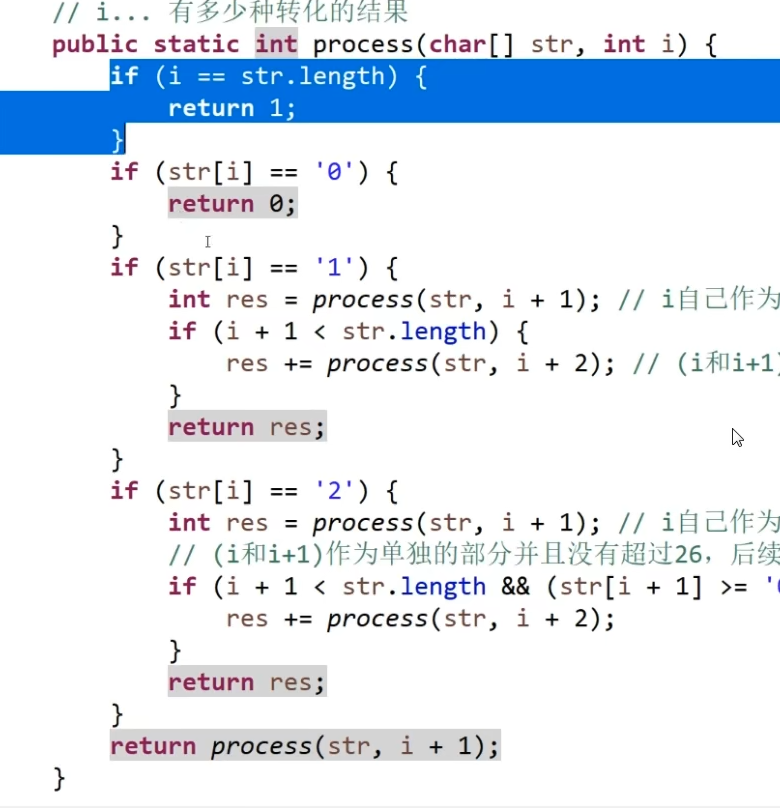 // i... 有多少种转化的结果
public static int process(char[] str, int i) {
if (i == str.length) {
return 1;
}
if (str[i] == '0') {
return 0;
}
if (str[i] == '1') {
int res = process(str, i + 1); // i自己作为
if (i + 1 < str.length) {
res += process(str, i + 2); // (i和i+1)
}
return res;
}
if (str[i] == '2') {
int res = process(str, i + 1); // i自己作为
// (i和i+1)作为单独的部分并且没有超过26，后续
if (i + 1 < str.length && (str[i + 1] >= '
res += process(str, i + 2);
}
return res;
}
return process(str, i + 1);
}